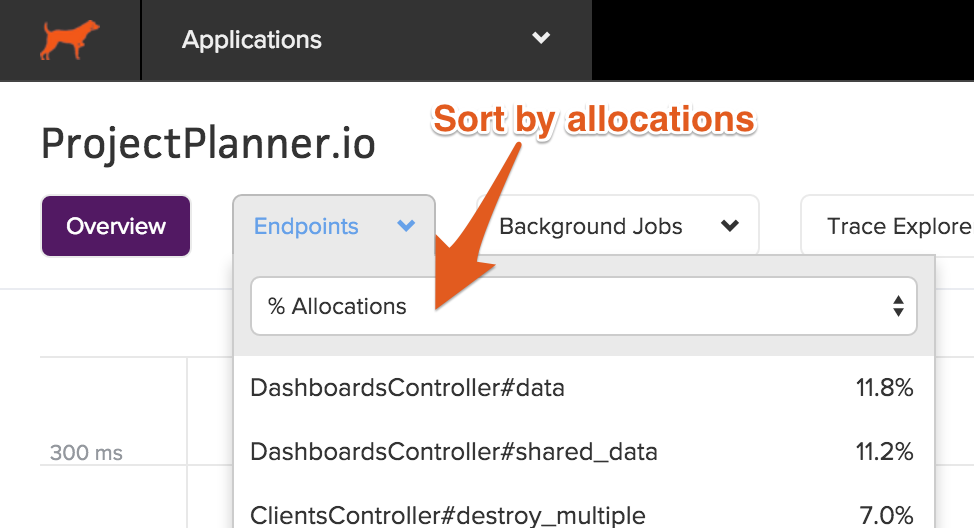 Applications
Sort by allocations
ProjectPlanner.io
Overview
Endpoints
Background Jobs
Trace Explore
% Allocations
DashboardsController#data 11.8%
300 ms
DashboardsController#shared_data 11.2%
ClientsController#destroy_multiple 7.0%